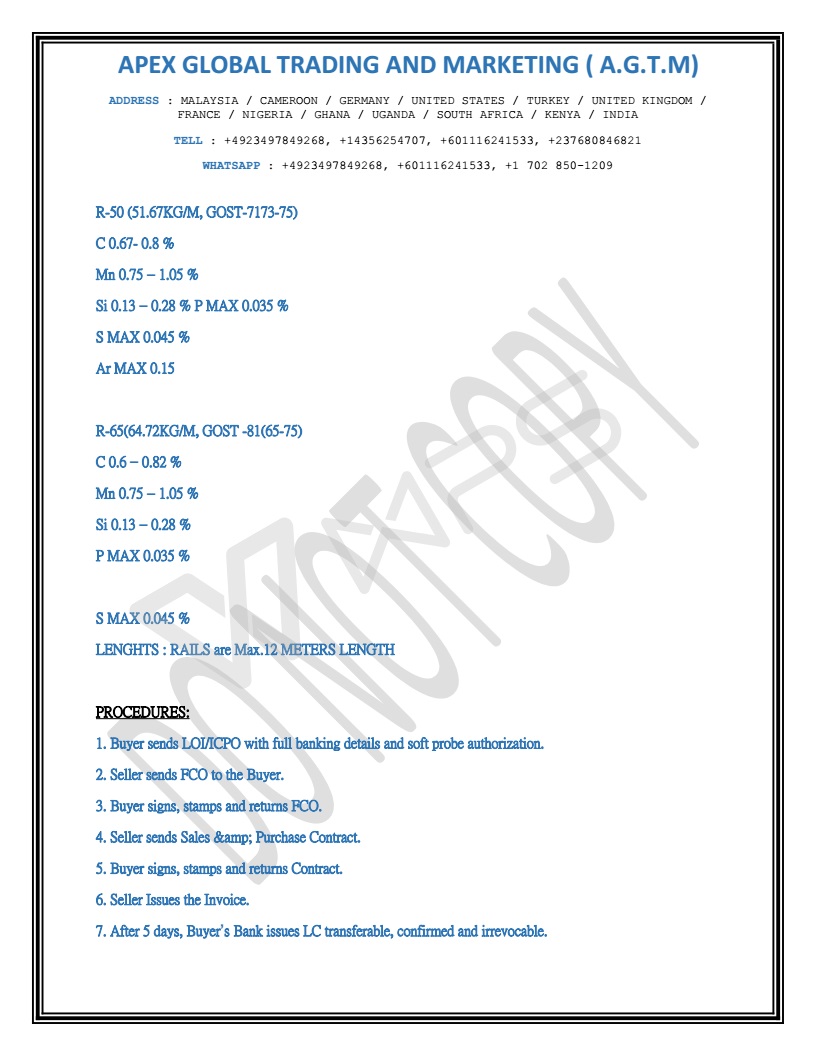 APEX GLOBAL TRADING AND MARKETING ( A.G.T.M)
ADDRESS : MALAYSIA / CAMEROON / GERMANY / UNITED STATES / TURKEY / UNITED KINGDOM /
FRANCE / NIGERIA / GHANA / UGANDA / SOUTH AFRICA / KENYA / INDIA
TELL : +4923497849268, +14356254707, +601116241533, +237680846821
WHATSAPP : +4923497849268, +601116241533, +1 702 850-1209
R-50 (51.67KG/M, GOST-7173-75)
C 0.67- 0.8 %
Mn 0.75 – 1.05 %
Si 0.13 – 0.28 % P MAX 0.035 %
S MAX 0.045 %
Ar MAX 0.15
R-65(64.72KG/M, GOST -81(65-75)
C 0.6 – 0.82 %
Mn 0.75 – 1.05 %
Si 0.13 – 0.28 %
P MAX 0.035 %
S MAX 0.045 %
LENGHTS : RAILS are Max.12 METERS LENGTH
PROCEDURES:
1. Buyer sends LOI/ICPO with full banking details and soft probe authorization.
2. Seller sends FCO to the Buyer.
3. Buyer signs, stamps and returns FCO.
4. Seller sends Sales &amp; Purchase Contract.
5. Buyer signs, stamps and returns Contract.
6. Seller Issues the Invoice.
7. After 5 days, Buyer's Bank issues LC transferable, confirmed and irrevocable.
DO NOT COPY